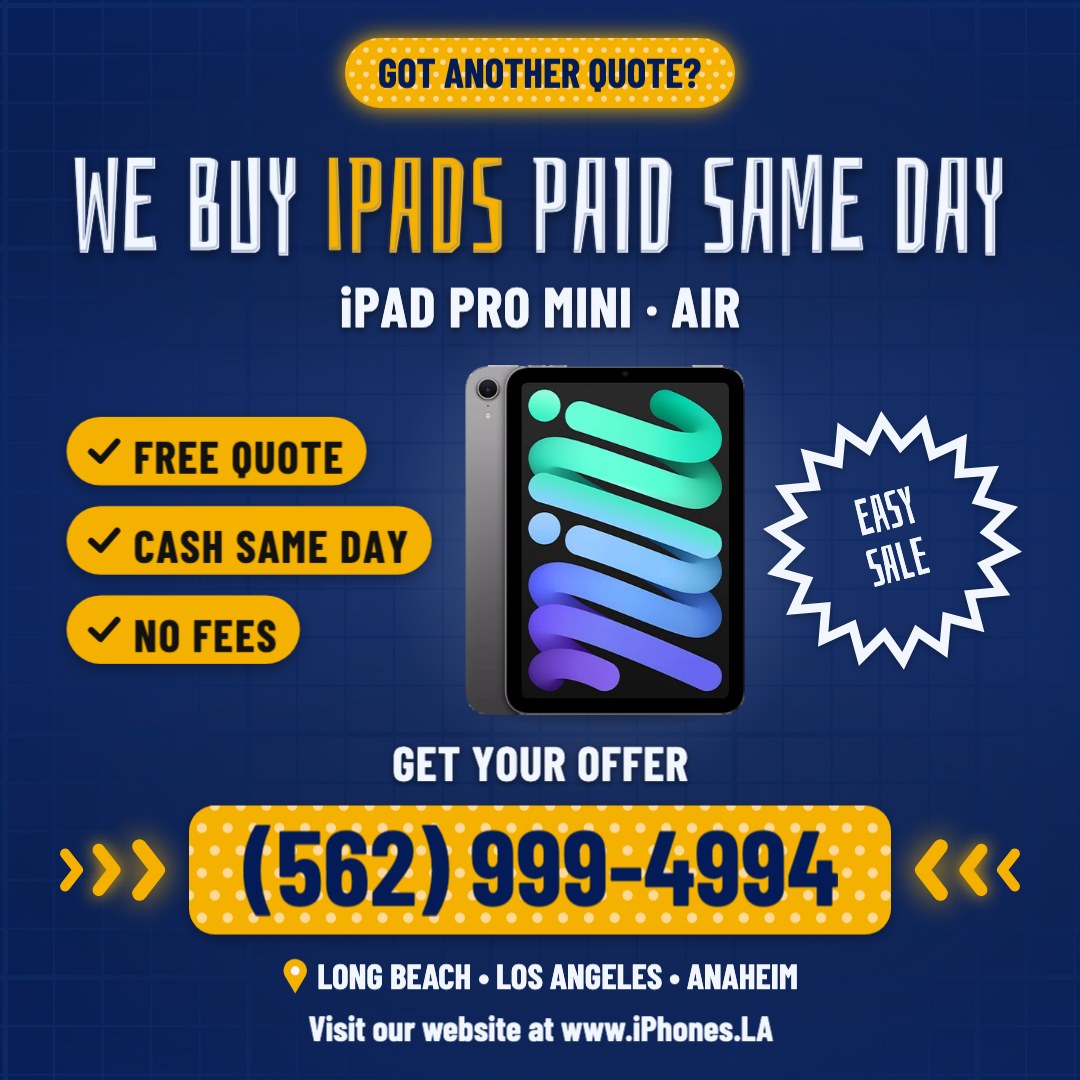 GOT ANOTHER QUOTE?
WE BUY IPADS PAID SAME DAY
iPAD PRO MINI · AIR
✓ FREE QUOTE
✓ CASH SAME DAY
✓ NO FEES
EASY
SALE
GET YOUR OFFER
(562) 999-4994
LONG BEACH • LOS ANGELES • ANAHEIM
Visit our website at www.iPhones.LA